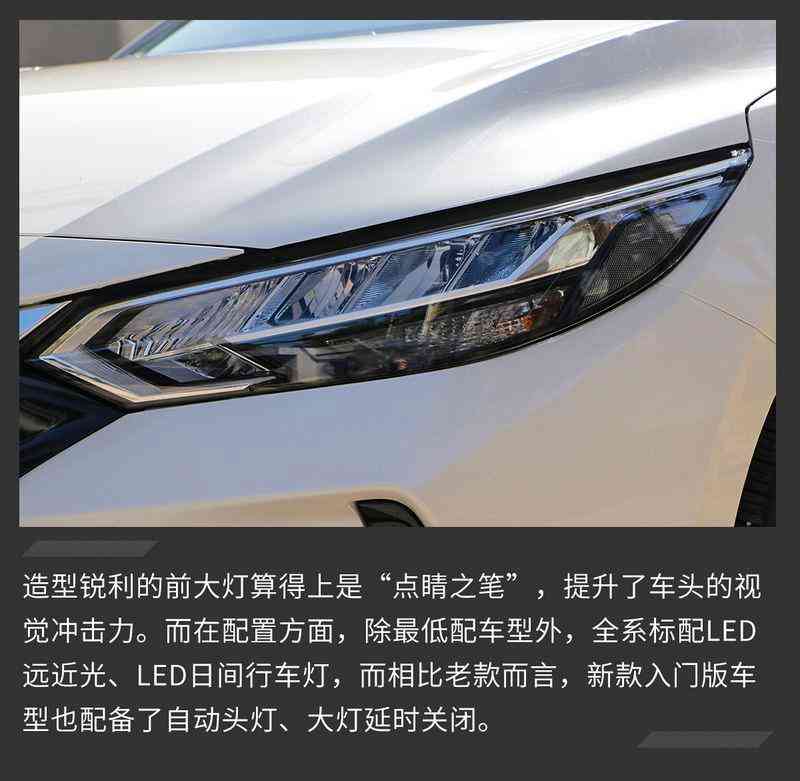 造型锐利的前大灯算得上是“点睛之笔”，提升了车头的视
觉冲击力。而在配置方面，除最低配车型外，全系标配LED
远近光、LED日间行车灯，而相比老款而言，新款入门版车
型也配备了自动头灯、大灯延时关闭。